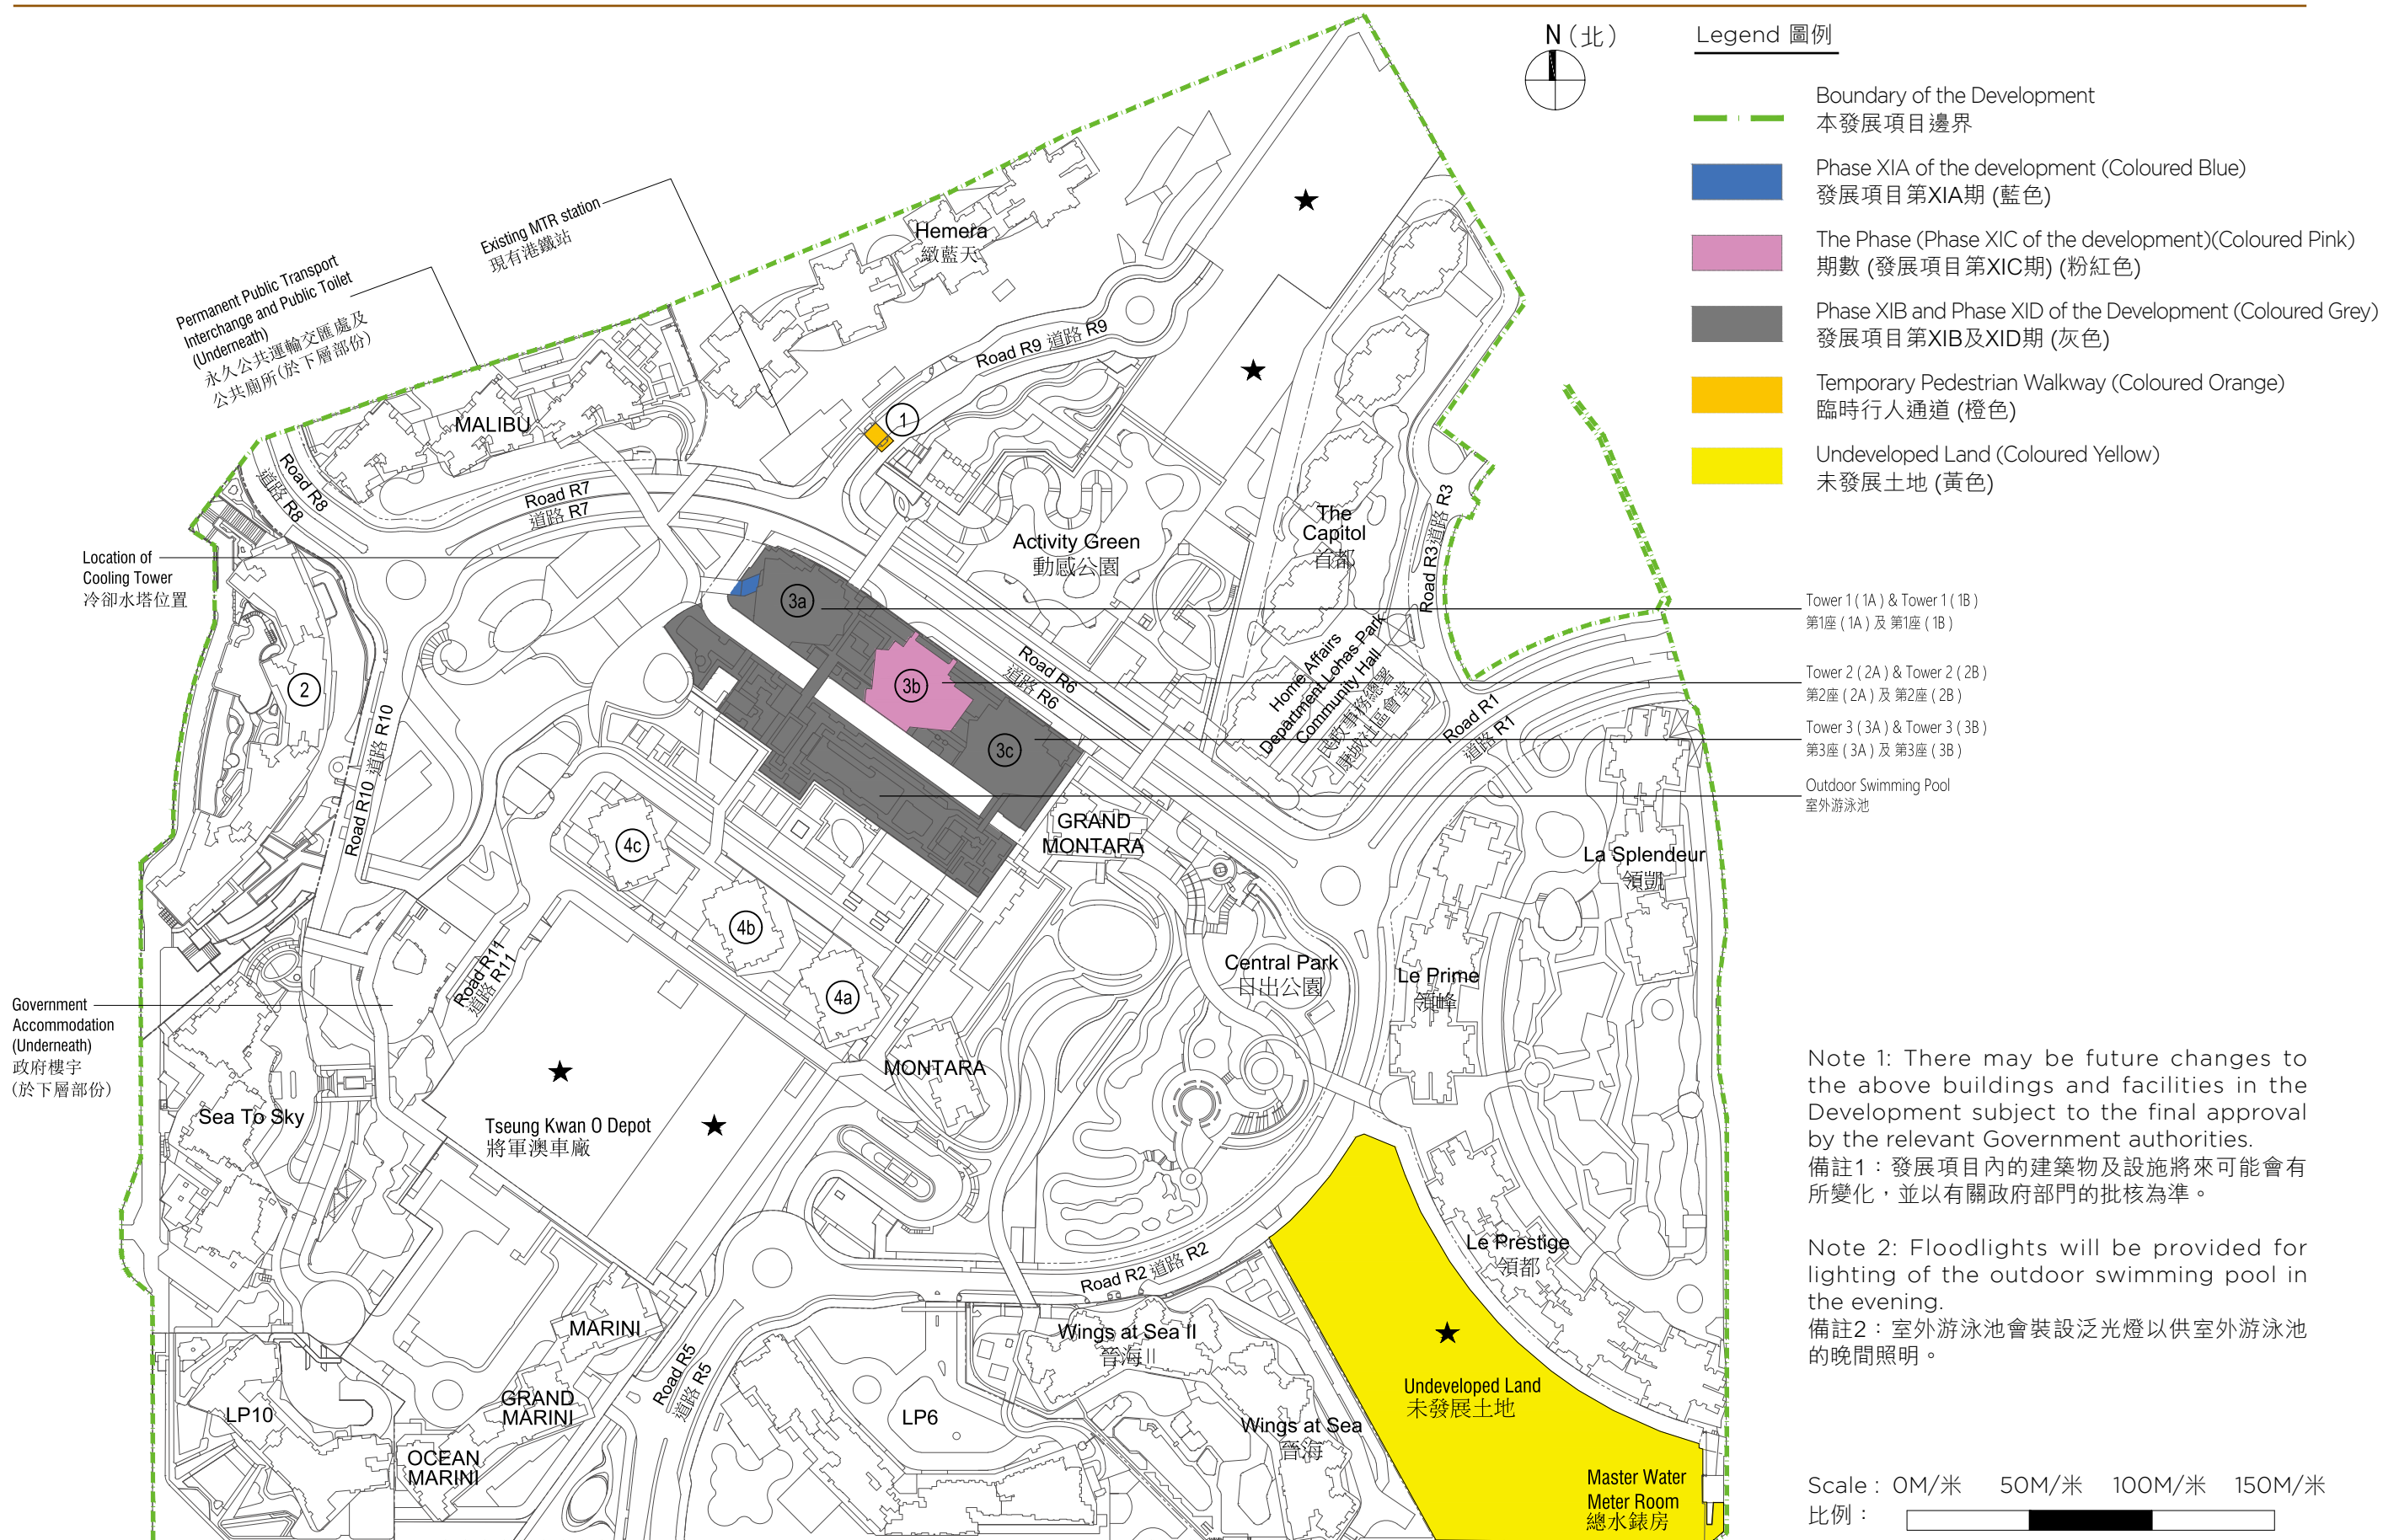 N (北)
Legend 圖例
Boundary of the Development
本發展項目邊界
Phase XIA of the development (Coloured Blue)
發展項目第XIA期 (藍色)
The Phase (Phase XIC of the development)(Coloured Pink)
期數 (發展項目第XIC期) (粉紅色)
Phase XIB and Phase XID of the Development (Coloured Grey)
發展項目第XIB及XID期 (灰色)
Temporary Pedestrian Walkway (Coloured Orange)
臨時行人通道 (橙色)
Undeveloped Land (Coloured Yellow)
未發展土地 (黃色)
Existing MTR station
現有港鐵站
Permanent Public Transport
Interchange and Public Toilet
(Underneath)
永久公共運輸交匯處及
公共廁所(於下層部份)
Hemera
緻藍天
Road R9 道路 R9
MALIBU
1
Road R8
道路 R8
Road R7
道路 R7
Activity Green
動感公園
The
Capitol
首都
Road R3 道路 R3
Location of
Cooling Tower
冷卻水塔位置
3a
Tower 1 ( 1A ) & Tower 1 ( 1B )
第1座 ( 1A ) 及 第1座 ( 1B )
2
3b
Road R6
道路 R6
Home Affairs
Department Lohas Park
Community Hall
民政事務總署
康城社區會堂
Tower 2 ( 2A ) & Tower 2 ( 2B )
第2座 ( 2A ) 及 第2座 ( 2B )
Road R1
道路 R1
3c
Tower 3 ( 3A ) & Tower 3 ( 3B )
第3座 ( 3A ) 及 第3座 ( 3B )
Outdoor Swimming Pool
室外游泳池
Road R10 道路 R10
4c
GRAND
MONTARA
La Splendeur
領凱
4b
Central Park
日出公園
Le Prime
領峰
4a
Road R11
道路 R11
Government
Accommodation
(Underneath)
政府樓宇
(於下層部份)
MONTARA
Sea To Sky
Tseung Kwan O Depot
將軍澳車廠
Note 1: There may be future changes to
the above buildings and facilities in the
Development subject to the final approval
by the relevant Government authorities.
備註1：發展項目內的建築物及設施將來可能會有
所變化，並以有關政府部門的批核為準。
Note 2: Floodlights will be provided for
lighting of the outdoor swimming pool in
the evening.
備註2：室外游泳池會裝設泛光燈以供室外游泳池
的晚間照明。
Road R2 道路 R2
Le Prestige
領都
MARINI
Wings at Sea II
晉海II
Road R5
道路 R5
GRAND
MARINI
LP10
LP6
Undeveloped Land
未發展土地
Wings at Sea
晉海
OCEAN
MARINI
Master Water
Meter Room
總水錶房
Scale : 0M/米 50M/米 100M/米 150M/米
比例：